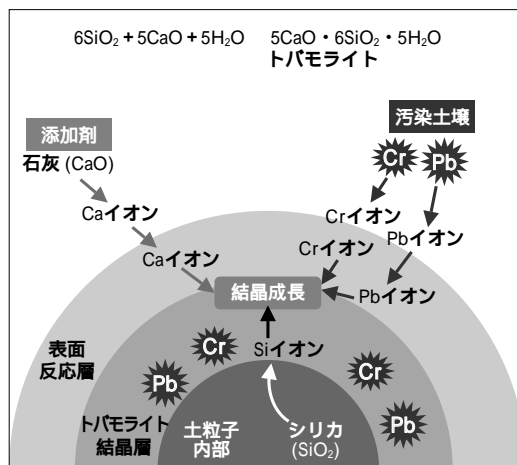 6SiO₂ + 5CaO + 5H₂O 5CaO・6SiO₂・5H₂O
トバモライト
添加剤
石灰 (CaO)
Caイオン
Caイオン
汚染土壌
Cr
Pb
Crイオン
Pbイオン
Crイオン
Pbイオン
結晶成長
Siイオン
表面
反応層
Cr
Pb
Cr
Pb
トバモライト
結晶層
土粒子
内部
シリカ
(SiO₂)